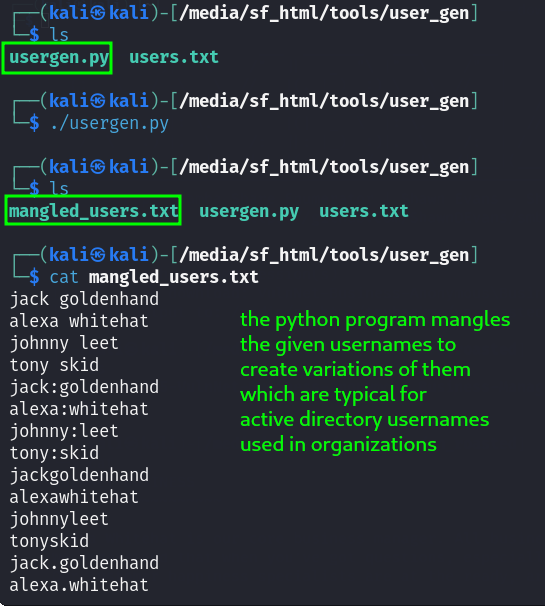 ┌──(kali㉿kali)-[/media/sf_html/tools/user_gen]
└─$ ls
usergen.py users.txt
┌──(kali㉿kali)-[/media/sf_html/tools/user_gen]
└─$ ./usergen.py
┌──(kali㉿kali)-[/media/sf_html/tools/user_gen]
└─$ ls
mangled_users.txt usergen.py users.txt
┌──(kali㉿kali)-[/media/sf_html/tools/user_gen]
└─$ cat mangled_users.txt
jack goldenhand
alexa whitehat
johnny leet
tony skid
jack:goldenhand
alexa:whitehat
johnny:leet
tony:skid
jackgoldenhand
alexawhitehat
johnnyleet
tonyskid
jack.goldenhand
alexa.whitehat
the python program mangles
the given usernames to
create variations of them
which are typical for
active directory usernames
used in organizations